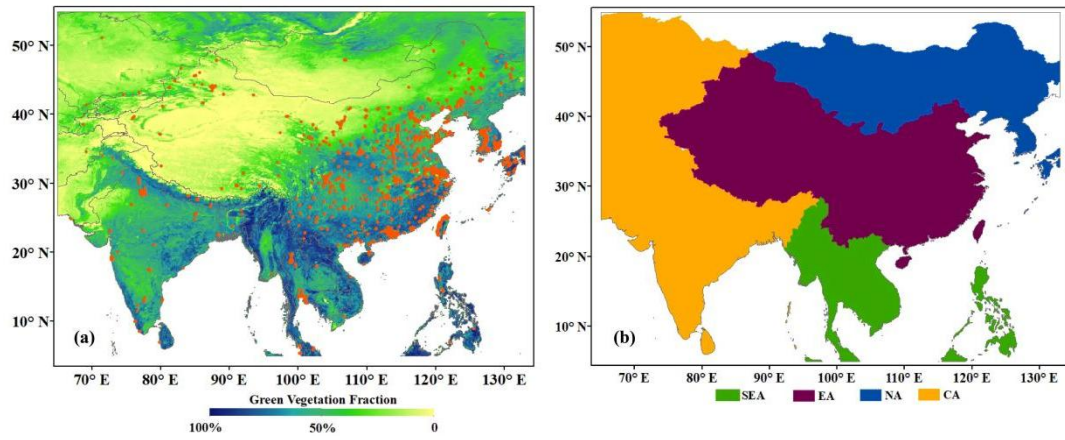 50° N
40° N
30° N
20° N
10° N
(a)
70° E 80° E 90° E 100° E 110° E 120° E 130° E
Green Vegetation Fraction
100% 50% 0
50° N
40° N
30° N
20° N
10° N
(b)
70° E 80° E 90° E 100° E 110° E 120° E 130° E
SEA EA NA CA